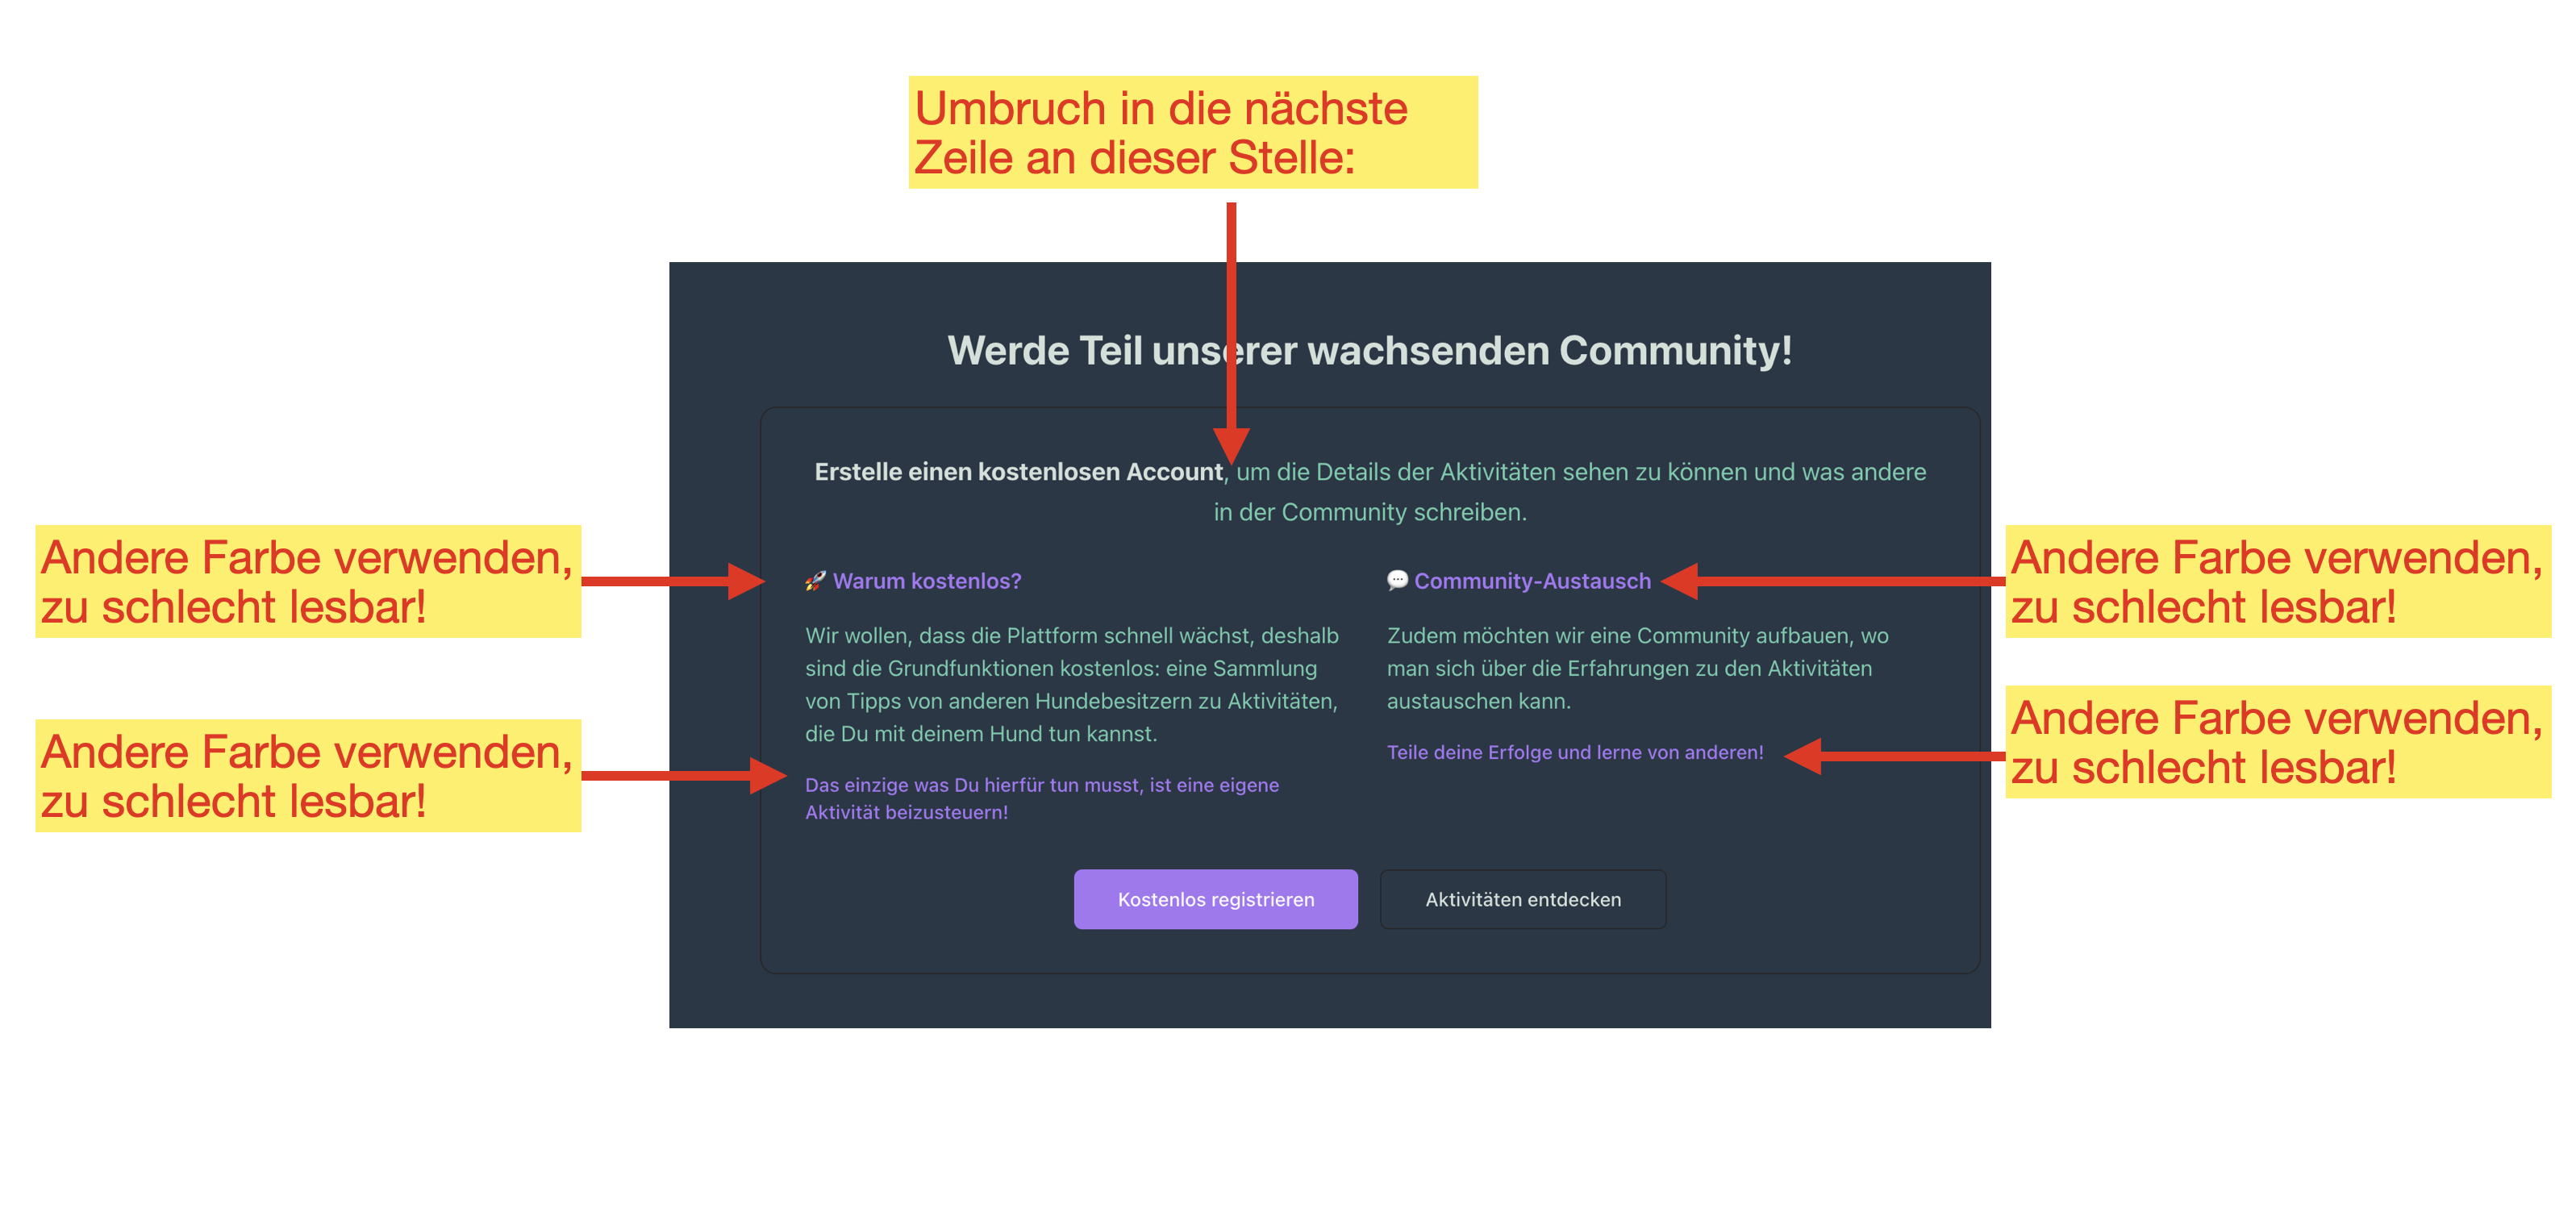 Umbruch in die nächste
Zeile an dieser Stelle:
Werde Teil unserer wachsenden Community!
Erstelle einen kostenlosen Account, um die Details der Aktivitäten sehen zu können und was andere
in der Community schreiben.
Andere Farbe verwenden,
zu schlecht lesbar!
🚀 Warum kostenlos?
Wir wollen, dass die Plattform schnell wächst, deshalb
sind die Grundfunktionen kostenlos: eine Sammlung
von Tipps von anderen Hundebesitzern zu Aktivitäten,
die Du mit deinem Hund tun kannst.
Andere Farbe verwenden,
zu schlecht lesbar!
Das einzige was Du hierfür tun musst, ist eine eigene
Aktivität beizusteuern!
💬 Community-Austausch
Andere Farbe verwenden,
zu schlecht lesbar!
Zudem möchten wir eine Community aufbauen, wo
man sich über die Erfahrungen zu den Aktivitäten
austauschen kann.
Teile deine Erfolge und lerne von anderen!
Andere Farbe verwenden,
zu schlecht lesbar!
Kostenlos registrieren
Aktivitäten entdecken